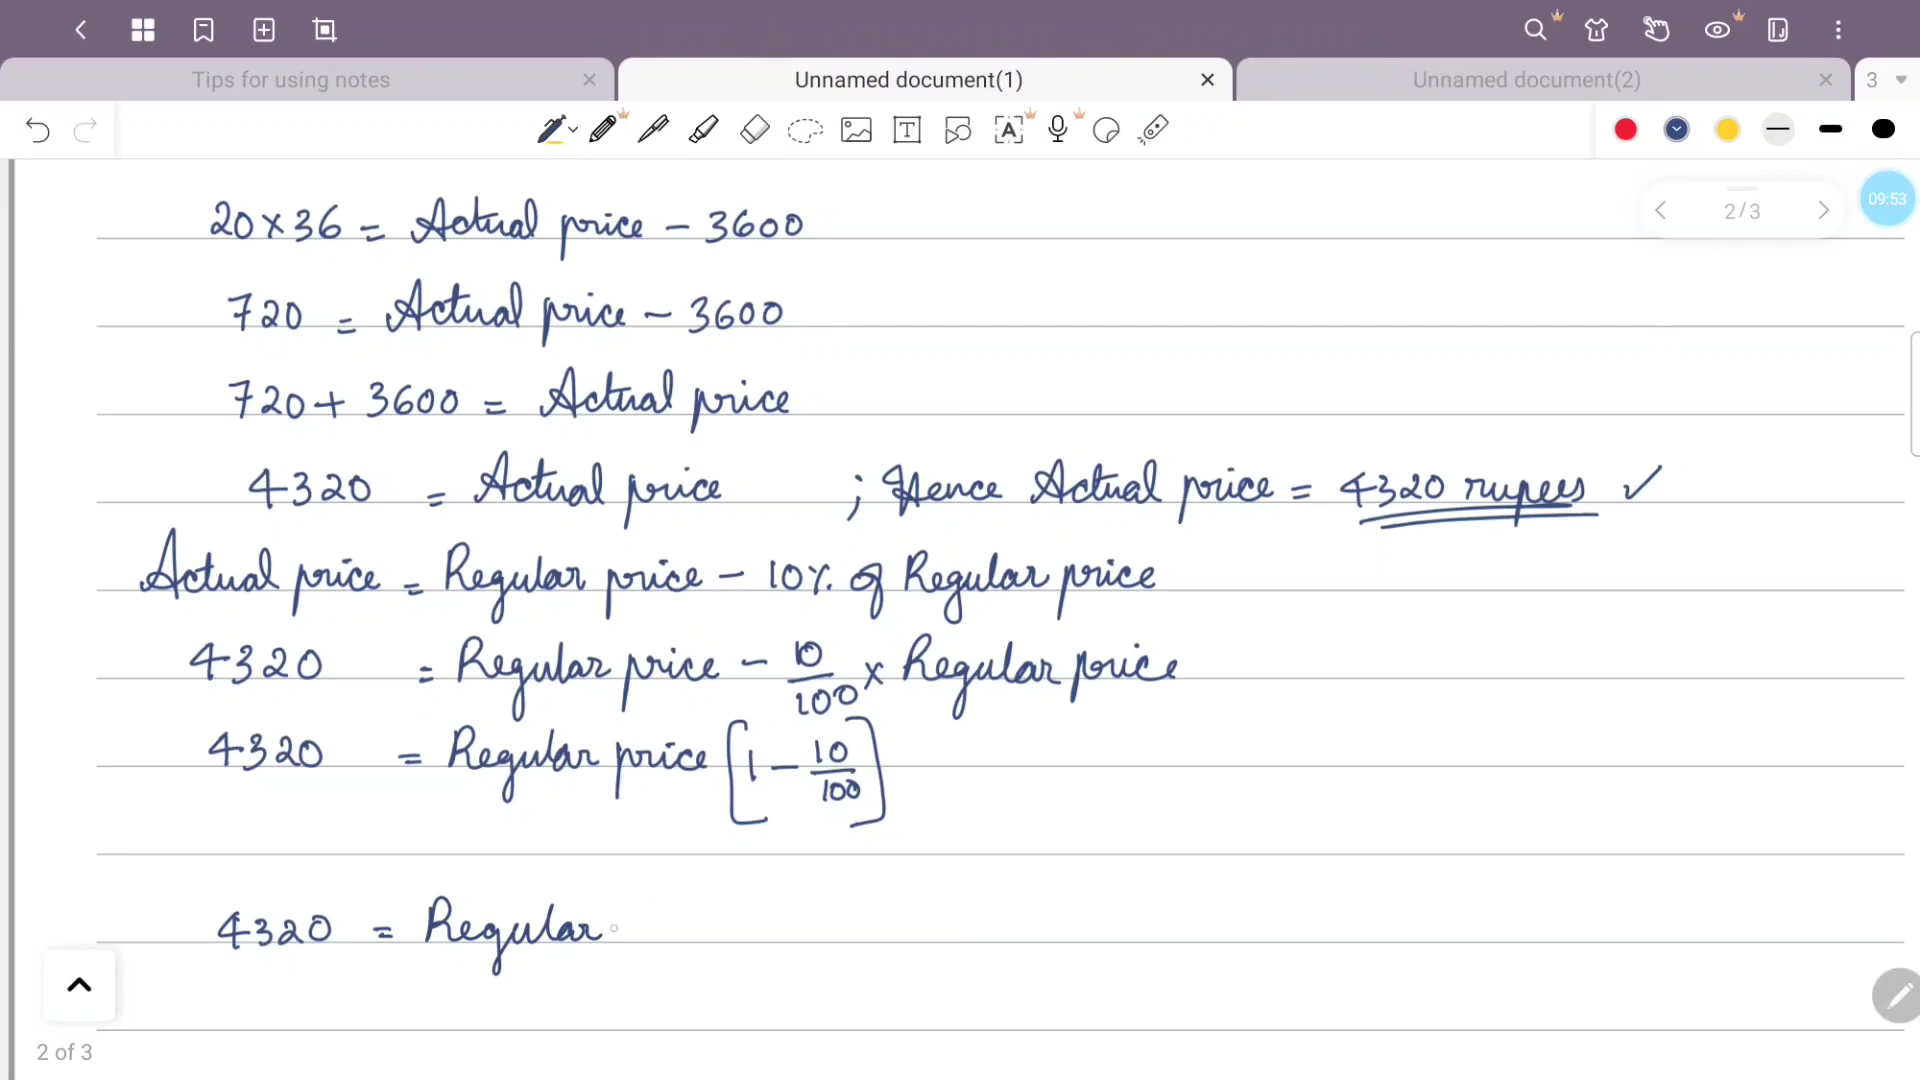 Tips for using notes
Unnamed document(1)
Unnamed document(2)
3
T
A
2/3
09:53
20 × 36 = Actual price - 3600
720 = Actual price - 3600
720 + 3600 = Actual price
4320 = Actual price ; Hence Actual price = 4320 rupees ✓
Actual price = Regular price - 10% of Regular price
4320 = Regular price - 10/100 × Regular price
4320 = Regular price [1 - 10/100]
4320 = Regular
2 of 3